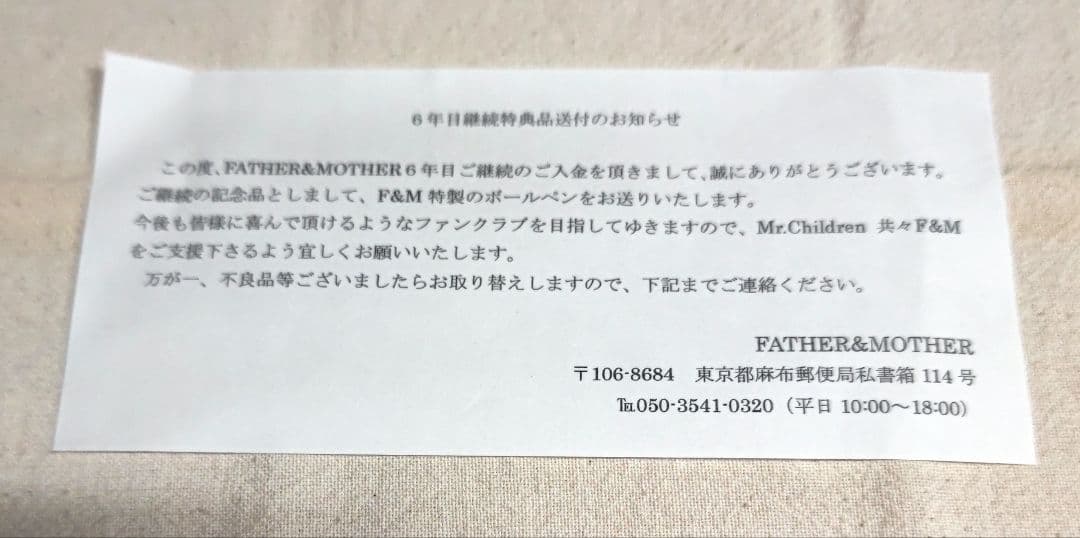 6年目継続特典品送付のお知らせ
この度、FATHER&MOTHER6年目ご継続のご入金を頂きまして、誠にありがとうございます。
ご継続の記念品としまして、F&M特製のボールペンをお送りいたします。
今後も皆様に喜んで頂けるようなファンクラブを目指してゆきますので、Mr.Children 共々F&M
をご支援下さるよう宜しくお願いいたします。
万が一、不良品等ございましたらお取り替えしますので、下記までご連絡ください。
FATHER&MOTHER
〒106-8684 東京都麻布郵便局私書箱 114 号
℡050-3541-0320（平日 10:00～18:00）